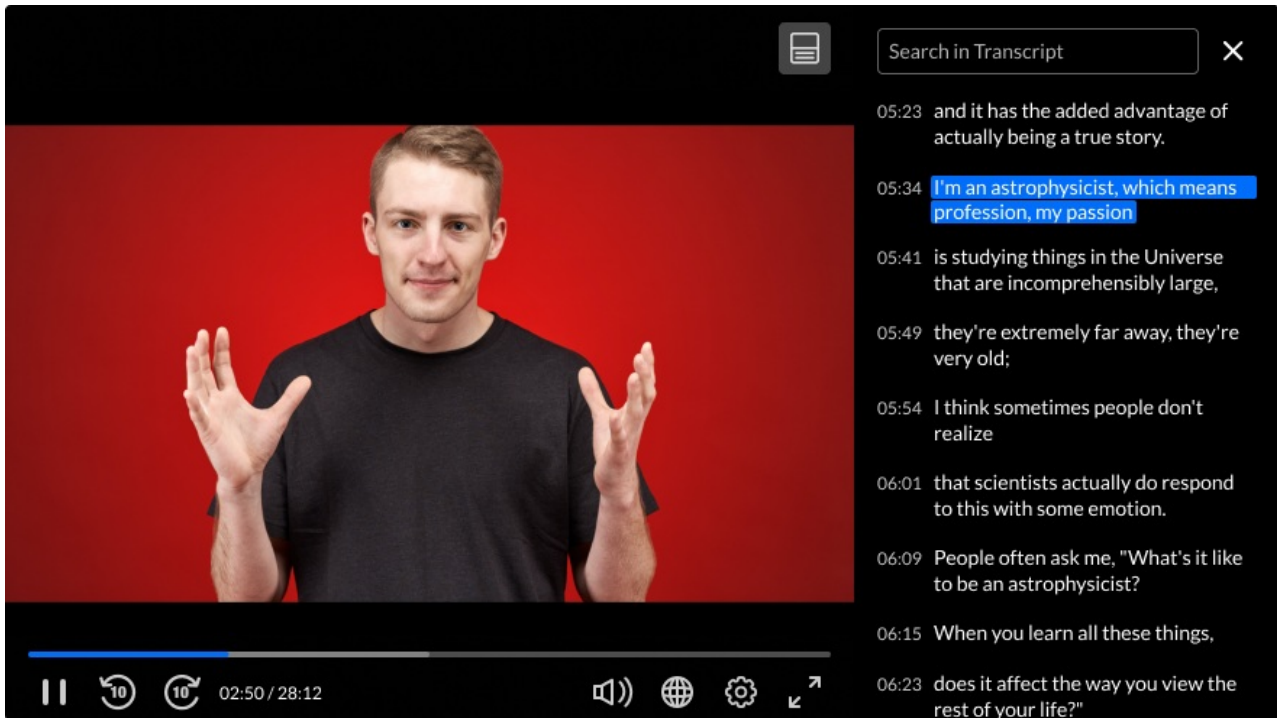 Search in Transcript
05:23 and it has the added advantage of
actually being a true story.
05:34 I'm an astrophysicist, which means
profession, my passion
05:41 is studying things in the Universe
that are incomprehensibly large,
05:49 they're extremely far away, they're
very old;
05:54 I think sometimes people don't
realize
06:01 that scientists actually do respond
to this with some emotion.
06:09 People often ask me, "What's it like
to be an astrophysicist?
06:15 When you learn all these things,
06:23 does it affect the way you view the
rest of your life?"
10
10
02:50 / 28:12